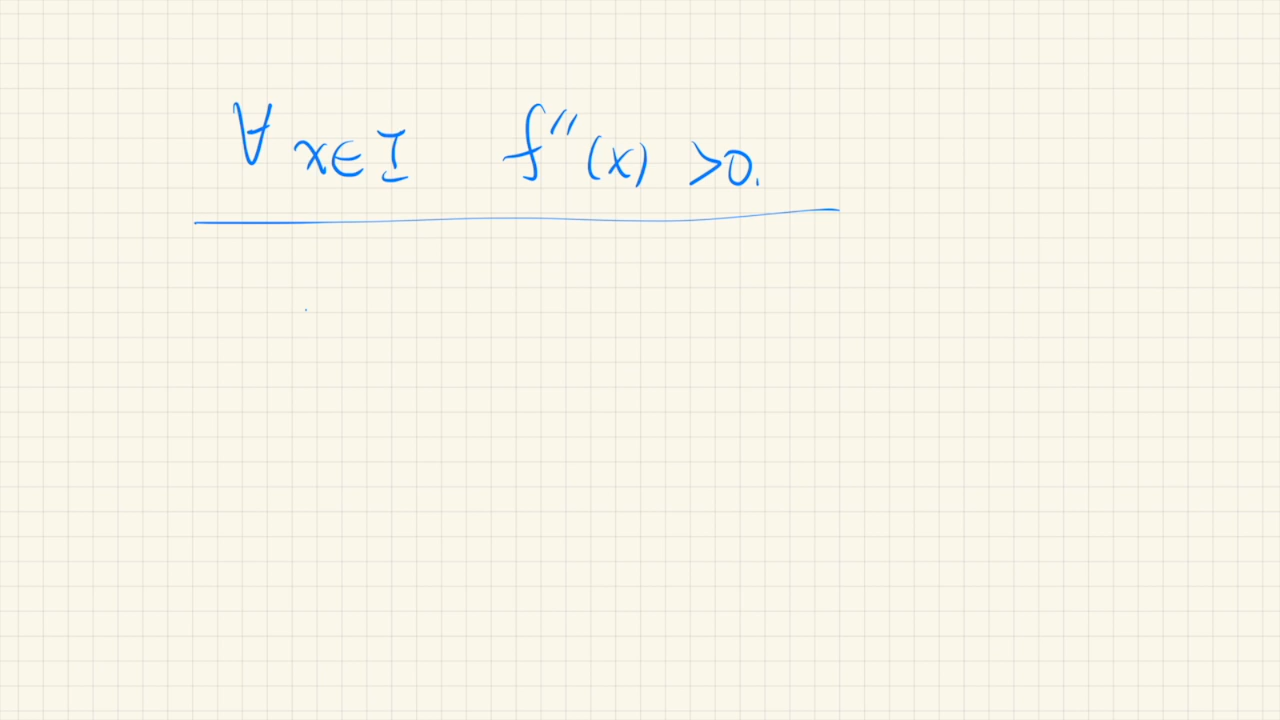 ∀ x∈I f″(x) >0.